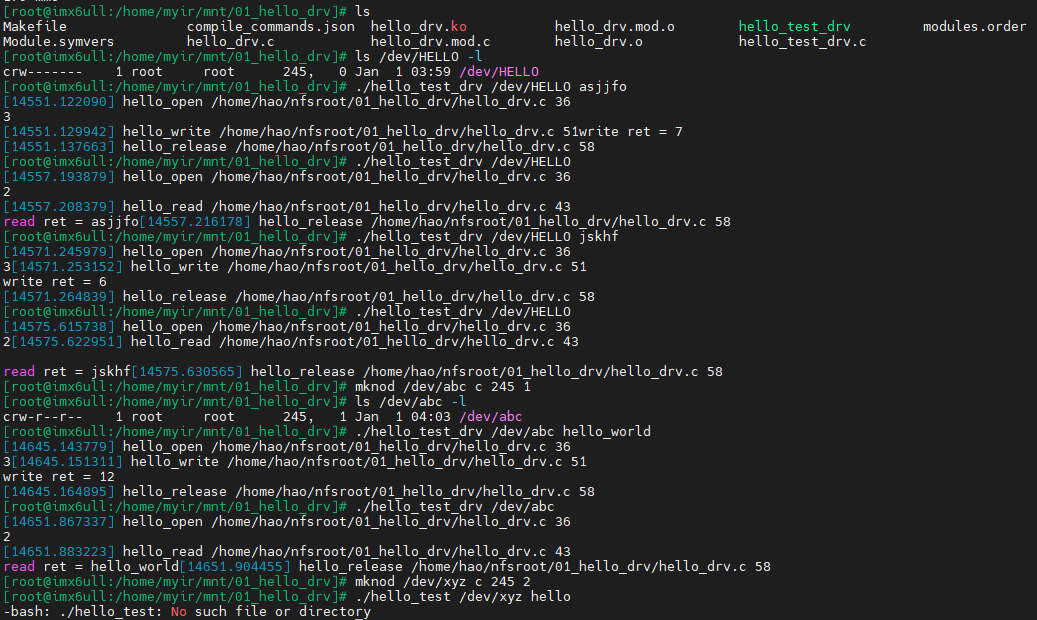 [root@imx6ull:/home/myir/mnt/01_hello_drv]# ls
Makefile compile_commands.json hello_drv.ko hello_drv.mod.o hello_test_drv modules.order
Module.symvers hello_drv.c hello_drv.mod.c hello_drv.o hello_test_drv.c
[root@imx6ull:/home/myir/mnt/01_hello_drv]# ls /dev/HELLO -l
crw------- 1 root root 245, 0 Jan 1 03:59 /dev/HELLO
[root@imx6ull:/home/myir/mnt/01_hello_drv]# ./hello_test_drv /dev/HELLO asjjfo
[14551.122090] hello_open /home/hao/nfsroot/01_hello_drv/hello_drv.c 36
3
[14551.129942] hello_write /home/hao/nfsroot/01_hello_drv/hello_drv.c 51write ret = 7
[14551.137663] hello_release /home/hao/nfsroot/01_hello_drv/hello_drv.c 58
[root@imx6ull:/home/myir/mnt/01_hello_drv]# ./hello_test_drv /dev/HELLO
[14557.193879] hello_open /home/hao/nfsroot/01_hello_drv/hello_drv.c 36
2
[14557.208379] hello_read /home/hao/nfsroot/01_hello_drv/hello_drv.c 43
read ret = asjjfo[14557.216178] hello_release /home/hao/nfsroot/01_hello_drv/hello_drv.c 58
[root@imx6ull:/home/myir/mnt/01_hello_drv]# ./hello_test_drv /dev/HELLO jskhf
[14571.245979] hello_open /home/hao/nfsroot/01_hello_drv/hello_drv.c 36
3[14571.253152] hello_write /home/hao/nfsroot/01_hello_drv/hello_drv.c 51
write ret = 6
[14571.264839] hello_release /home/hao/nfsroot/01_hello_drv/hello_drv.c 58
[root@imx6ull:/home/myir/mnt/01_hello_drv]# ./hello_test_drv /dev/HELLO
[14575.615738] hello_open /home/hao/nfsroot/01_hello_drv/hello_drv.c 36
2[14575.622951] hello_read /home/hao/nfsroot/01_hello_drv/hello_drv.c 43
read ret = jskhf[14575.630565] hello_release /home/hao/nfsroot/01_hello_drv/hello_drv.c 58
[root@imx6ull:/home/myir/mnt/01_hello_drv]# mknod /dev/abc c 245 1
[root@imx6ull:/home/myir/mnt/01_hello_drv]# ls /dev/abc -l
crw-r--r-- 1 root root 245, 1 Jan 1 04:03 /dev/abc
[root@imx6ull:/home/myir/mnt/01_hello_drv]# ./hello_test_drv /dev/abc hello_world
[14645.143779] hello_open /home/hao/nfsroot/01_hello_drv/hello_drv.c 36
3[14645.151311] hello_write /home/hao/nfsroot/01_hello_drv/hello_drv.c 51
write ret = 12
[14645.164895] hello_release /home/hao/nfsroot/01_hello_drv/hello_drv.c 58
[root@imx6ull:/home/myir/mnt/01_hello_drv]# ./hello_test_drv /dev/abc
[14651.867337] hello_open /home/hao/nfsroot/01_hello_drv/hello_drv.c 36
2
[14651.883223] hello_read /home/hao/nfsroot/01_hello_drv/hello_drv.c 43
read ret = hello_world[14651.904455] hello_release /home/hao/nfsroot/01_hello_drv/hello_drv.c 58
[root@imx6ull:/home/myir/mnt/01_hello_drv]# mknod /dev/xyz c 245 2
[root@imx6ull:/home/myir/mnt/01_hello_drv]# ./hello_test /dev/xyz hello
-bash: ./hello_test: No such file or directory